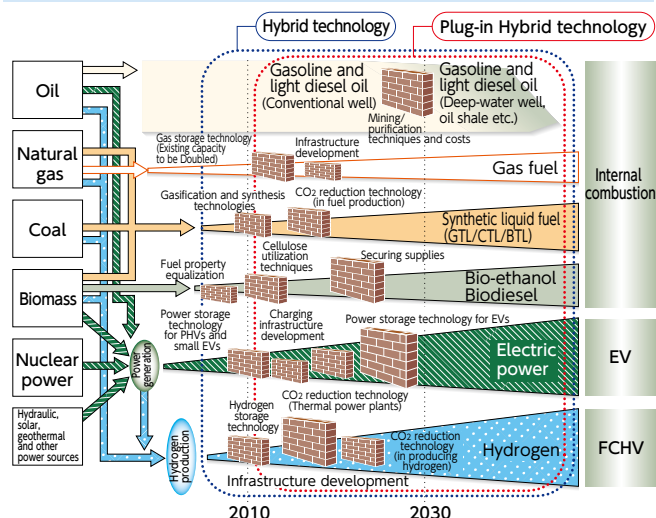 Hybrid technology
Plug-in Hybrid technology
Oil
Natural
gas
Coal
Biomass
Nuclear
power
Hydraulic,
solar,
geothermal
and other
power sources
Power
generation
Hydrogen
production
Gasoline and
light diesel oil
(Conventional well)
Gasoline and
light diesel oil
(Deep-water well,
oil shale etc.)
Mining/
purification
techniques and costs
Gas storage technology
(Existing capacity
to be Doubled)
Infrastructure
development
Gas fuel
Gasification and synthesis
technologies
CO2 reduction technology
(in fuel production)
Synthetic liquid fuel
(GTL/CTL/BTL)
Fuel property
equalization
Cellulose
utilization
techniques
Securing supplies
Bio-ethanol
Biodiesel
Power storage
technology
for PHVs and
small EVs
Charging
infrastructure
development
Power storage technology for EVs
Electric
power
CO2 reduction technology
(Thermal power plants)
Hydrogen
storage
technology
CO2 reduction
technology
(in producing
hydrogen)
Hydrogen
Infrastructure development
Internal
combustion
EV
FCHV
2010
2030